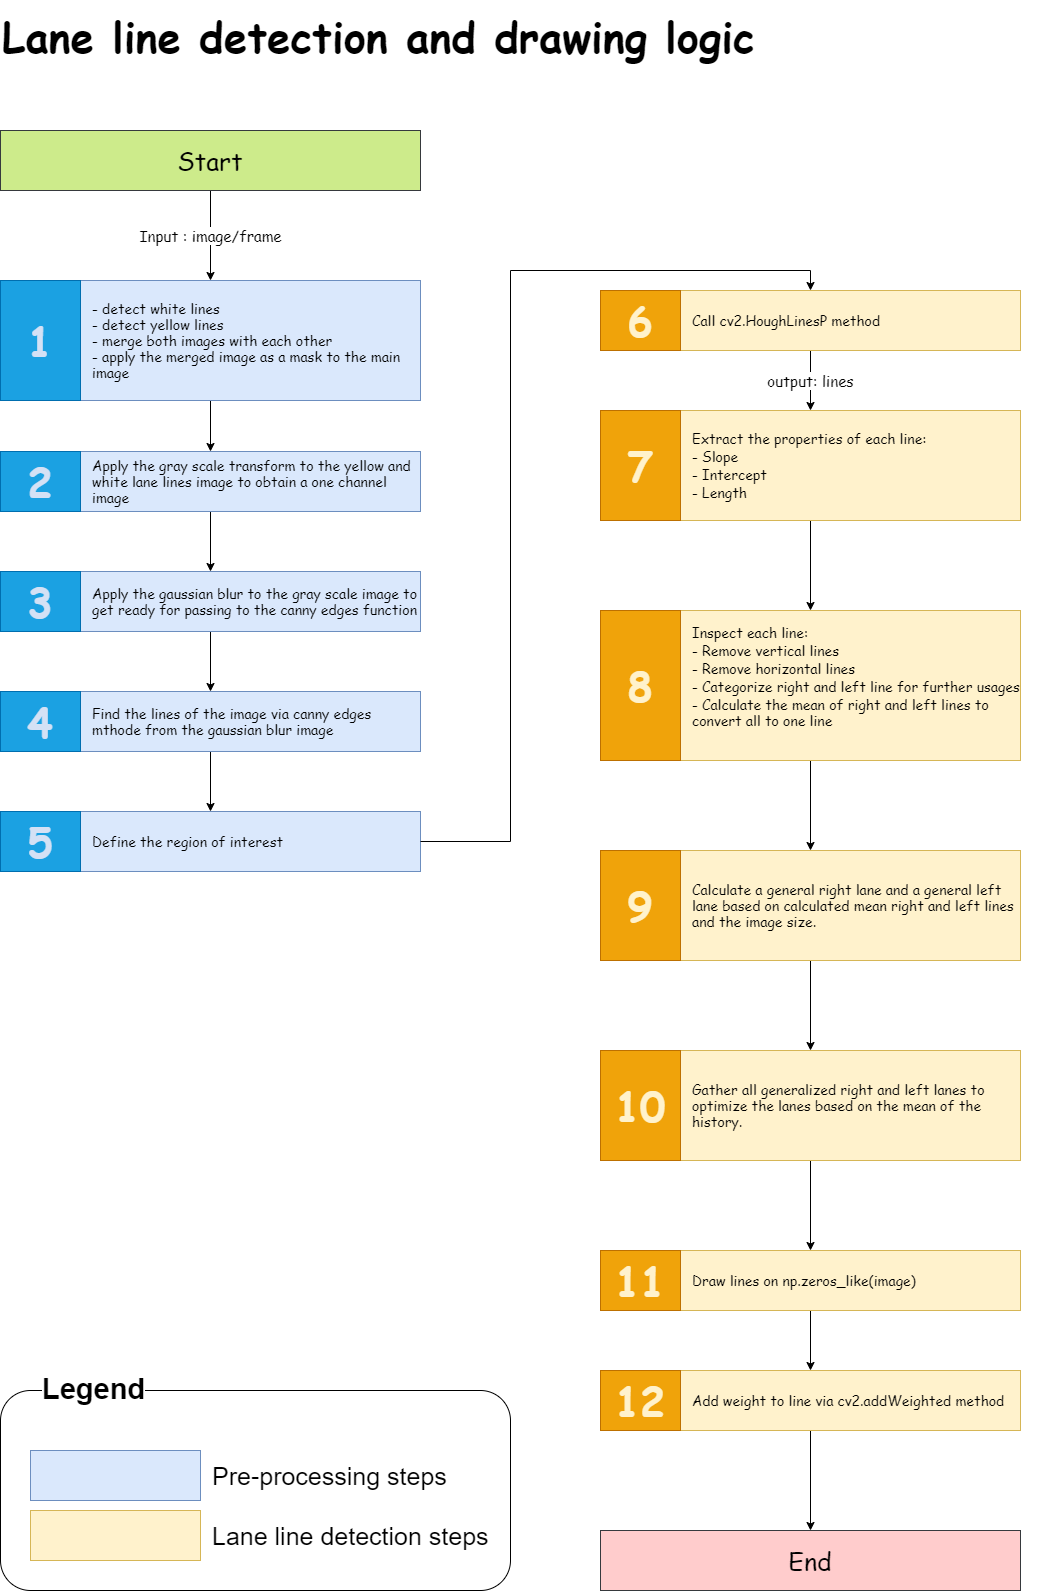 Lane line detection and drawing logic
Start
Input : image/frame
1
- detect white lines
- detect yellow lines
- merge both images with each other
- apply the merged image as a mask to the main
image
2
Apply the gray scale transform to the yellow and
white lane lines image to obtain a one channel
image
3
Apply the gaussian blur to the gray scale image to
get ready for passing to the canny edges function
4
Find the lines of the image via canny edges
mthode from the gaussian blur image
5
Define the region of interest
6
Call cv2.HoughLinesP method
output: lines
7
Extract the properties of each line:
- Slope
- Intercept
- Length
8
Inspect each line:
- Remove vertical lines
- Remove horizontal lines
- Categorize right and left line for further usages
- Calculate the mean of right and left lines to
convert all to one line
9
Calculate a general right lane and a general left
lane based on calculated mean right and left lines
and the image size.
10
Gather all generalized right and left lanes to
optimize the lanes based on the mean of the
history.
11
Draw lines on np.zeros_like(image)
12
Add weight to line via cv2.addWeighted method
End
Legend
Pre-processing steps
Lane line detection steps